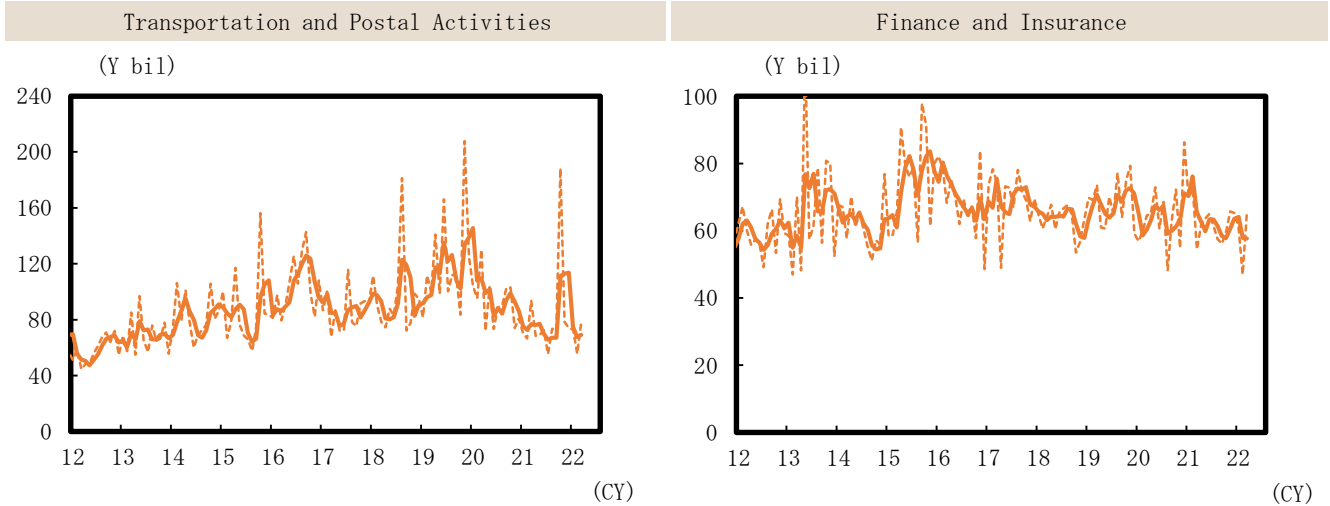 Transportation and Postal Activities
(Y bil)
240
200
160
120
80
40
0
12 13 14 15 16 17 18 19 20 21 22
(CY)
Finance and Insurance
(Y bil)
100
80
60
40
20
0
12 13 14 15 16 17 18 19 20 21 22
(CY)